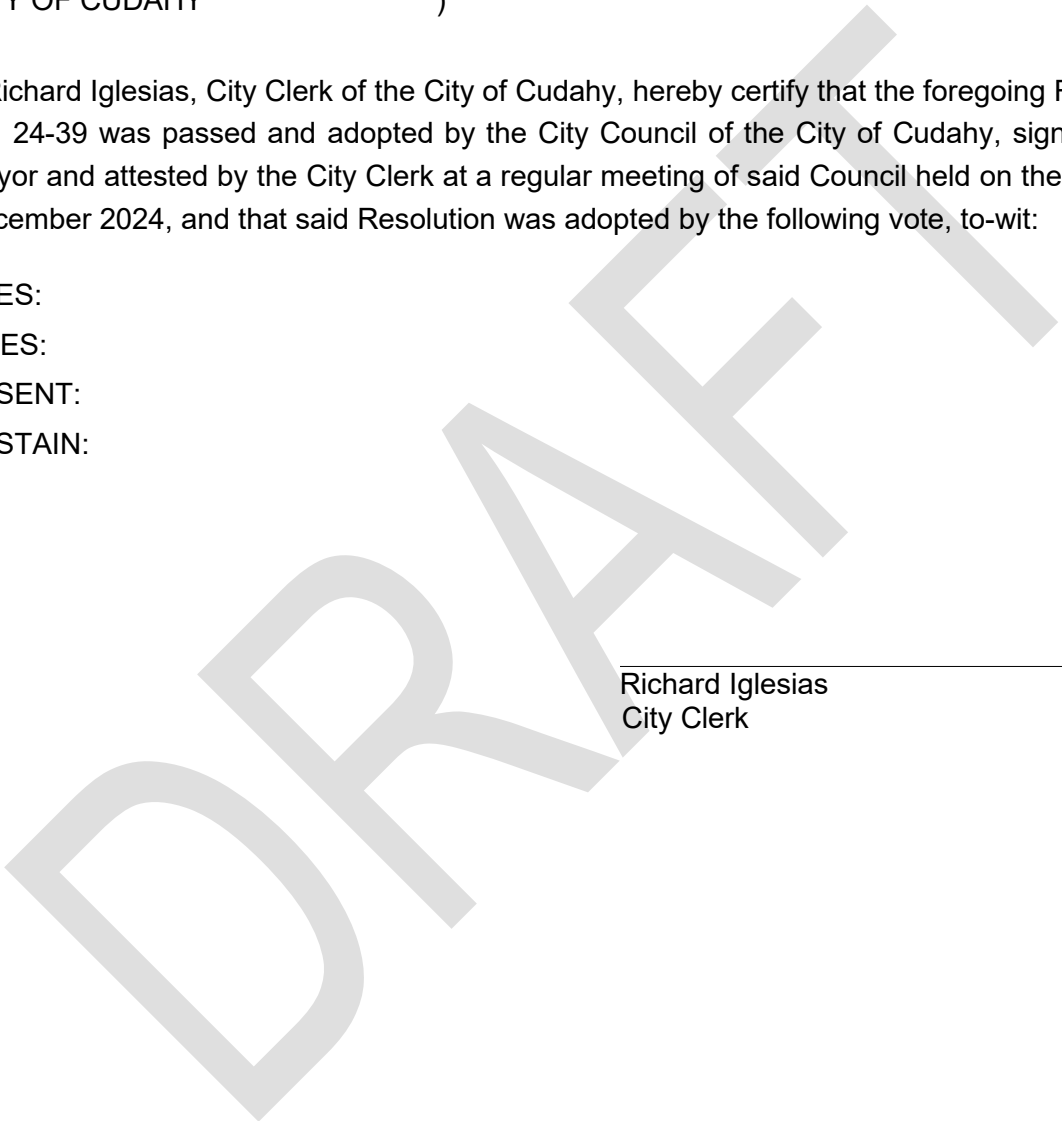 Y OF CUDAHY )
Richard Iglesias, City Clerk of the City of Cudahy, hereby certify that the foregoing
24-39 was passed and adopted by the City Council of the City of Cudahy, sign
yor and attested by the City Clerk at a regular meeting of said Council held on the
cember 2024, and that said Resolution was adopted by the following vote, to-wit:
ES:
ES:
SENT:
STAIN:
Richard Iglesias
City Clerk
DRAFT